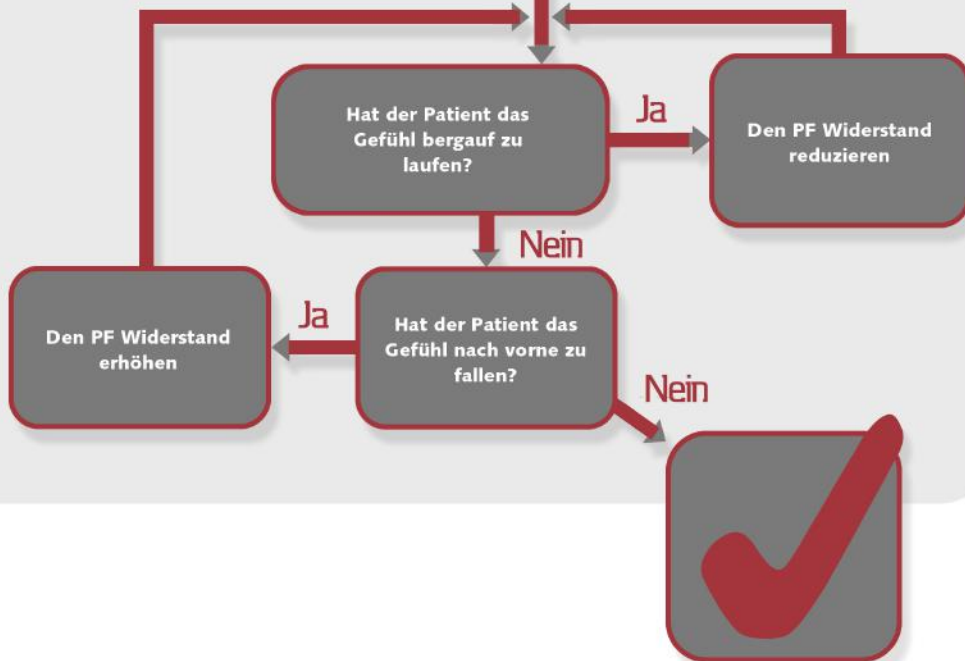 Hat der Patient das
Gefühl bergauf zu
laufen?
Ja
Den PF Widerstand
reduzieren
Nein
Hat der Patient das
Gefühl nach vorne zu
fallen?
Ja
Den PF Widerstand
erhöhen
Nein